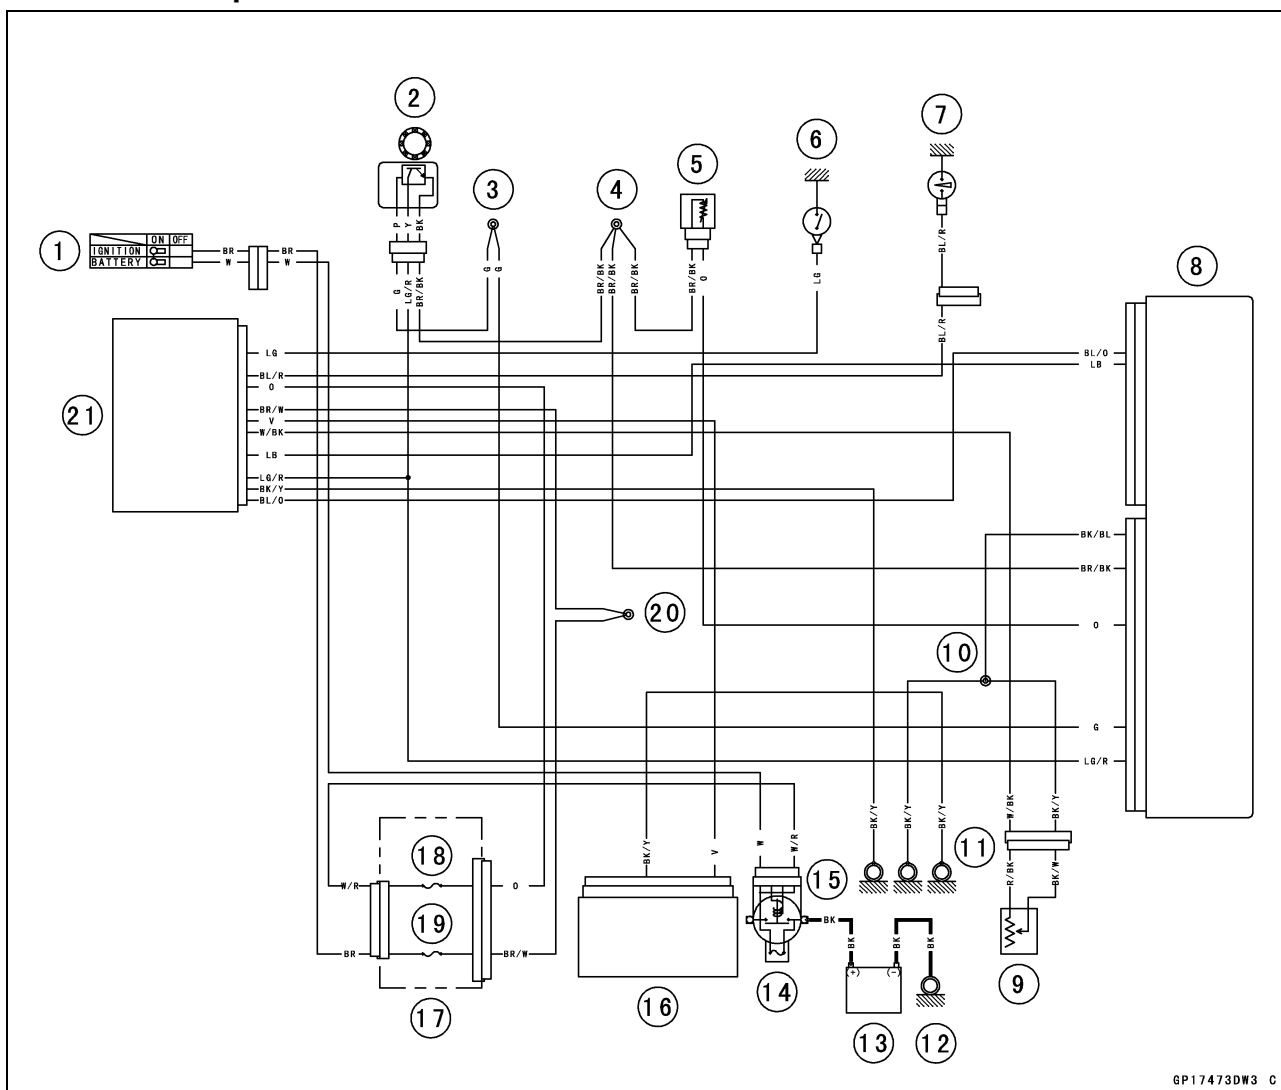 2
3
4
5
6
7
1
ON OFF
IGNITION
BATTERY
BR
W
BR
W
P
Y
BK
G
LG/R
BR/BK
G
G
BR/BK
BR/BK
BR/BK
BR/BK
O
LG
BL/R
BL/R
8
21
LG
BL/R
O
BR/W
V
W/BK
LB
LG/R
BK/Y
BL/O
BL/O
LB
BK/BL
BR/BK
O
G
LG/R
20
10
W/R
BR
18
19
17
O
BR/W
BK/Y
V
16
W
W/R
15
14
BK
BK
BK
BK
(+)
(-)
13
12
BK/Y
BK/Y
BK/Y
11
W/BK
BK/Y
R/BK
BK/W
9
GP17473DW3 C